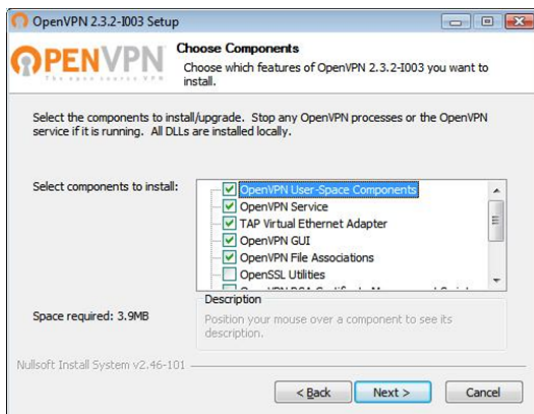 OpenVPN 2.3.2-I003 Setup
OPENVPN
The open source VPN
Choose Components
Choose which features of OpenVPN 2.3.2-I003 you want to
install.
Select the components to install/upgrade. Stop any OpenVPN processes or the OpenVPN
service if it is running. All DLLs are installed locally.
Select components to install:
OpenVPN User-Space Components
OpenVPN Service
TAP Virtual Ethernet Adapter
OpenVPN GUI
OpenVPN File Associations
OpenSSL Utilities
Space required: 3.9MB
Description
Position your mouse over a component to see its
description.
Nullsoft Install System v2.46-101
< Back
Next >
Cancel